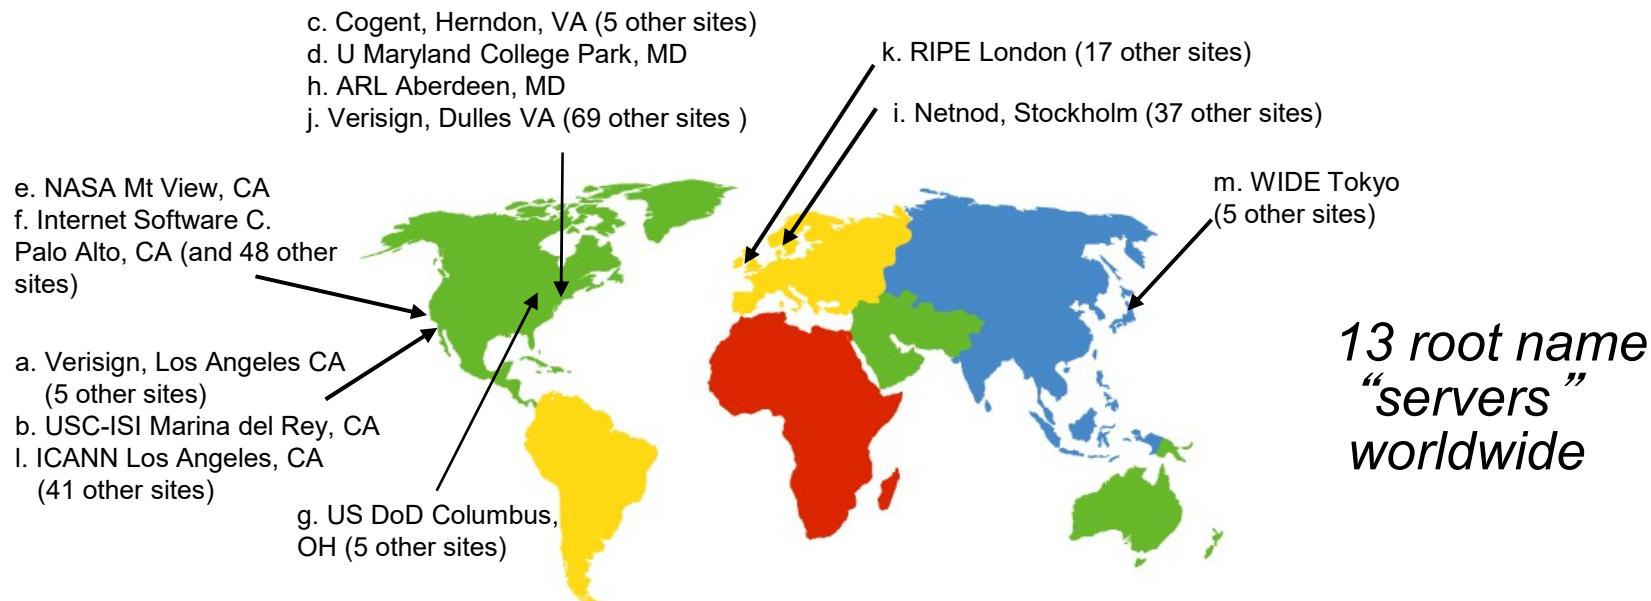 c. Cogent, Herndon, VA (5 other sites)
d. U Maryland College Park, MD
h. ARL Aberdeen, MD
j. Verisign, Dulles VA (69 other sites )
k. RIPE London (17 other sites)
i. Netnod, Stockholm (37 other sites)
e. NASA Mt View, CA
f. Internet Software C.
Palo Alto, CA (and 48 other
sites)
m. WIDE Tokyo
(5 other sites)
a. Verisign, Los Angeles CA
(5 other sites)
b. USC-ISI Marina del Rey, CA
l. ICANN Los Angeles, CA
(41 other sites)
g. US DoD Columbus,
OH (5 other sites)
13 root name
“servers”
worldwide